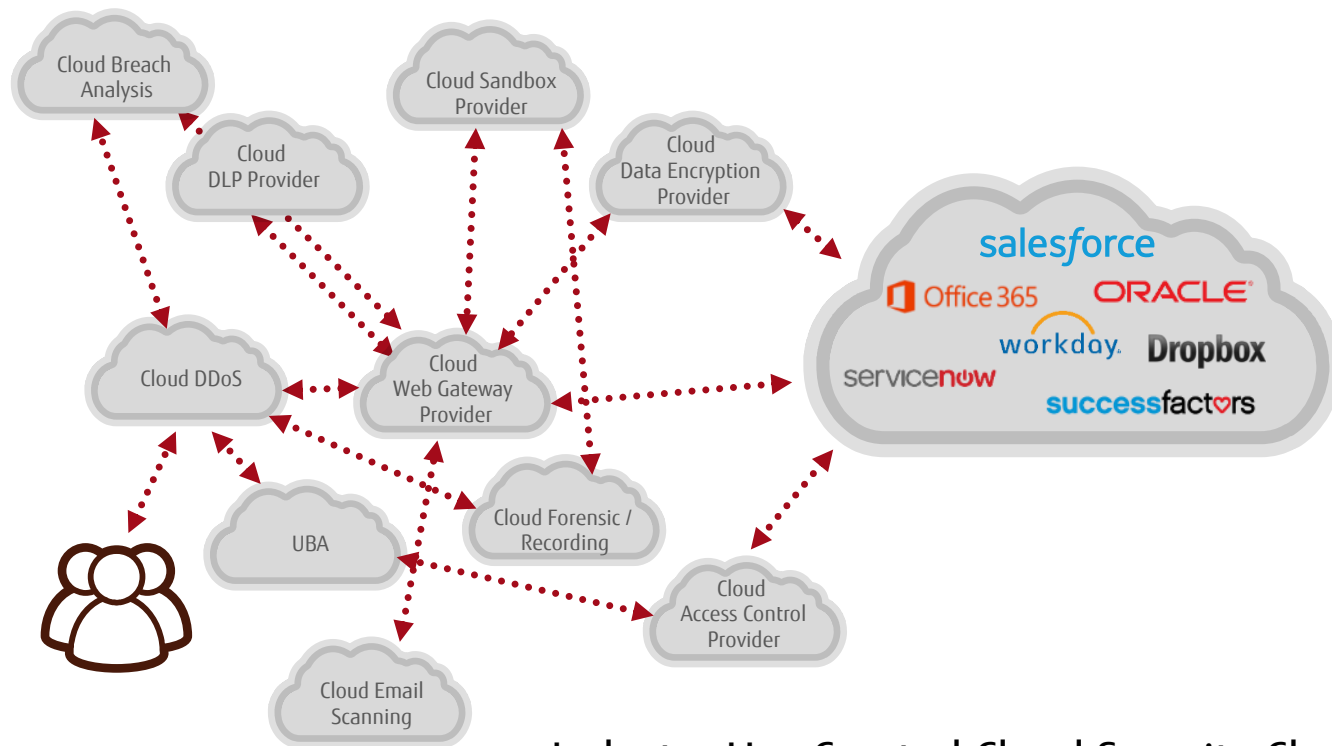 Cloud Breach
Analysis
Cloud Sandbox
Provider
Cloud
DLP Provider
Cloud
Data Encryption
Provider
salesforce
Office 365
ORACLE
workday.
Dropbox
servicenow
successfactors
Cloud DDoS
Cloud
Web Gateway
Provider
UBA
Cloud Forensic /
Recording
Cloud
Access Control
Provider
Cloud Email
Scanning